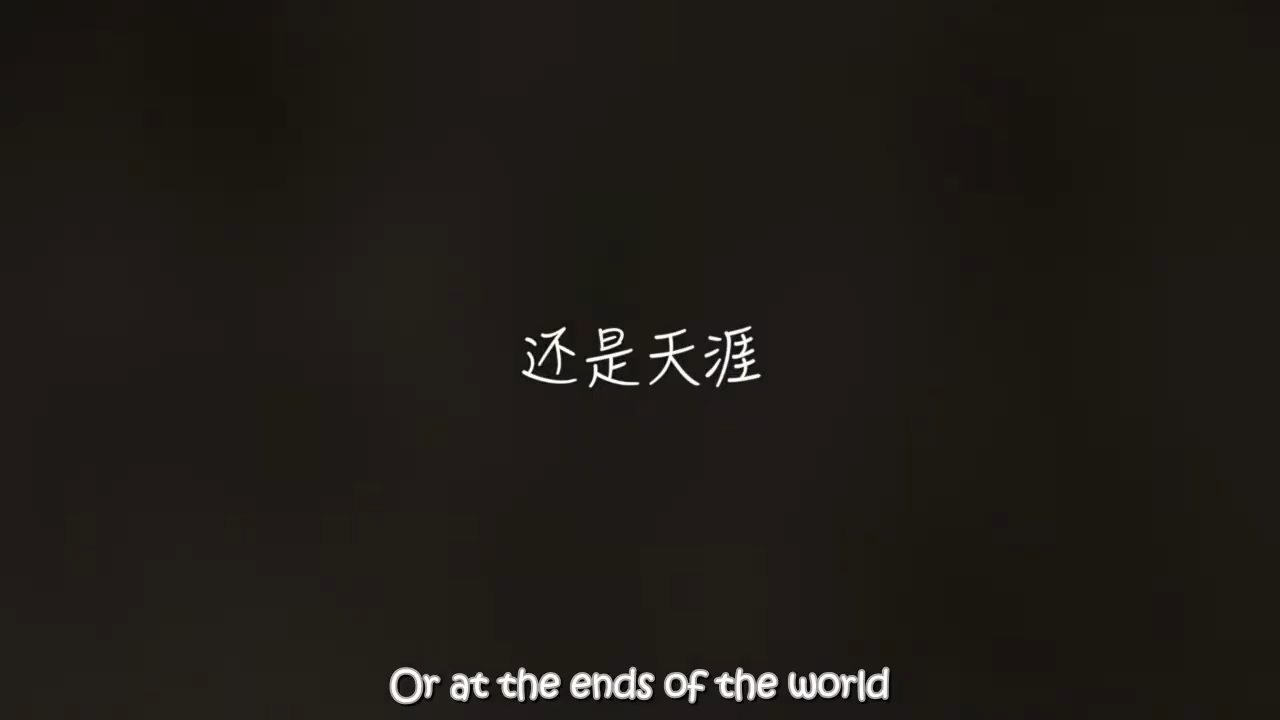 还是天涯
Or at the ends of the world